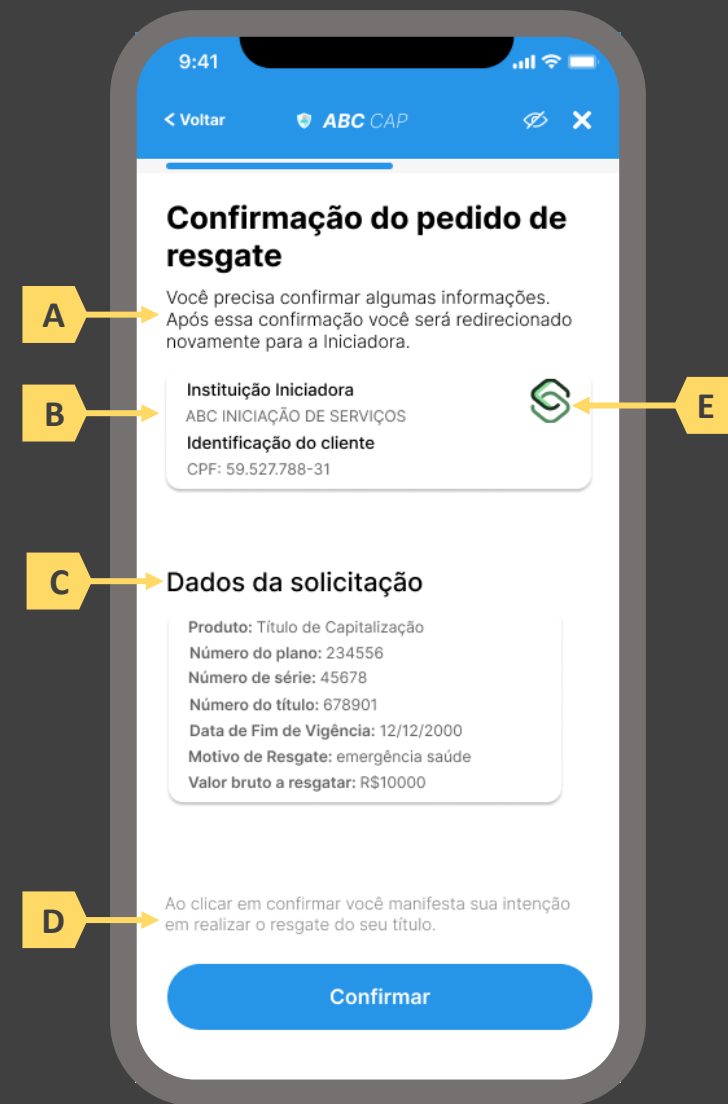 9:41
< Voltar
ABC CAP
Confirmação do pedido de
resgate
A
Você precisa confirmar algumas informações.
Após essa confirmação você será redirecionado
novamente para a Iniciadora.
B
Instituição Iniciadora
ABC INICIAÇÃO DE SERVIÇOS
Identificação do cliente
CPF: 59.527.788-31
E
C
Dados da solicitação
Produto: Título de Capitalização
Número do plano: 234556
Número de série: 45678
Número do título: 678901
Data de Fim de Vigência: 12/12/2000
Motivo de Resgate: emergência saúde
Valor bruto a resgatar: R$10000
D
Ao clicar em confirmar você manifesta sua intenção
em realizar o resgate do seu título.
Confirmar